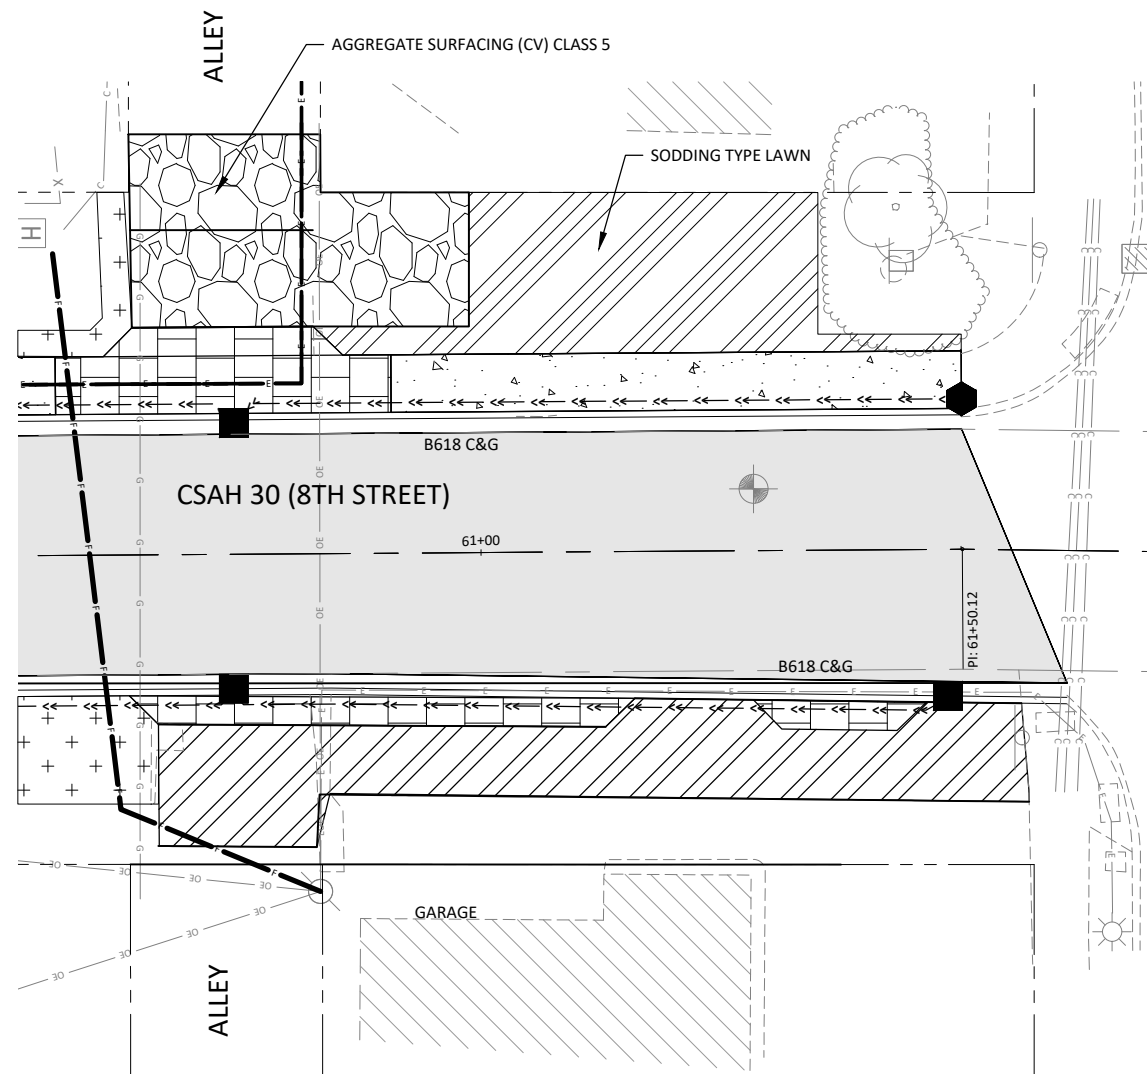 ALLEY
AGGREGATE SURFACING (CV) CLASS 5
SODDING TYPE LAWN
H
B618 C&G
CSAH 30 (8TH STREET)
61+00
PI: 61+50.12
B618 C&G
GARAGE
ALLEY